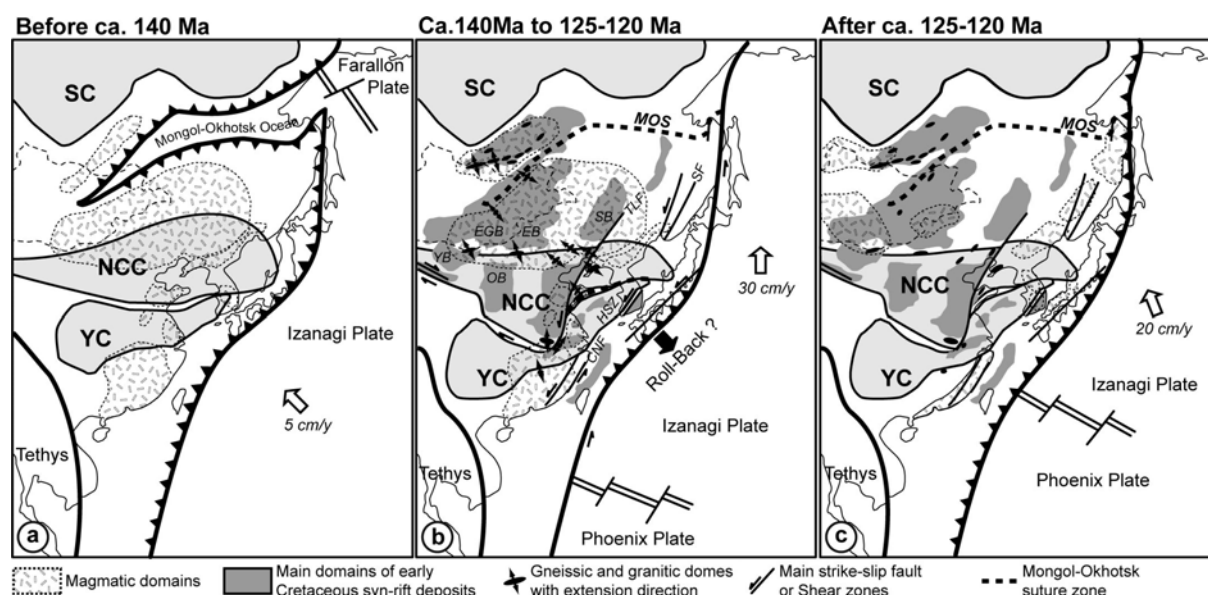 Before ca. 140 Ma
Ca.140Ma to 125-120 Ma
After ca. 125-120 Ma
SC
Farallon
Plate
Mongol-Okhotsk Ocean
NCC
YC
Izanagi Plate
5 cm/y
Tethys
a
SC
MOS
SF
TLF
SB
EGB
EB
YB
OB
NCC
HSZ
30 cm/y
CNF
Roll-Back ?
YC
Izanagi Plate
Tethys
Phoenix Plate
b
SC
MOS
NCC
20 cm/y
YC
Izanagi Plate
Tethys
Phoenix Plate
c
Magmatic domains
Main domains of early
Cretaceous syn-rift deposits
Gneissic and granitic domes
with extension direction
Main strike-slip fault
or Shear zones
Mongol-Okhotsk
suture zone